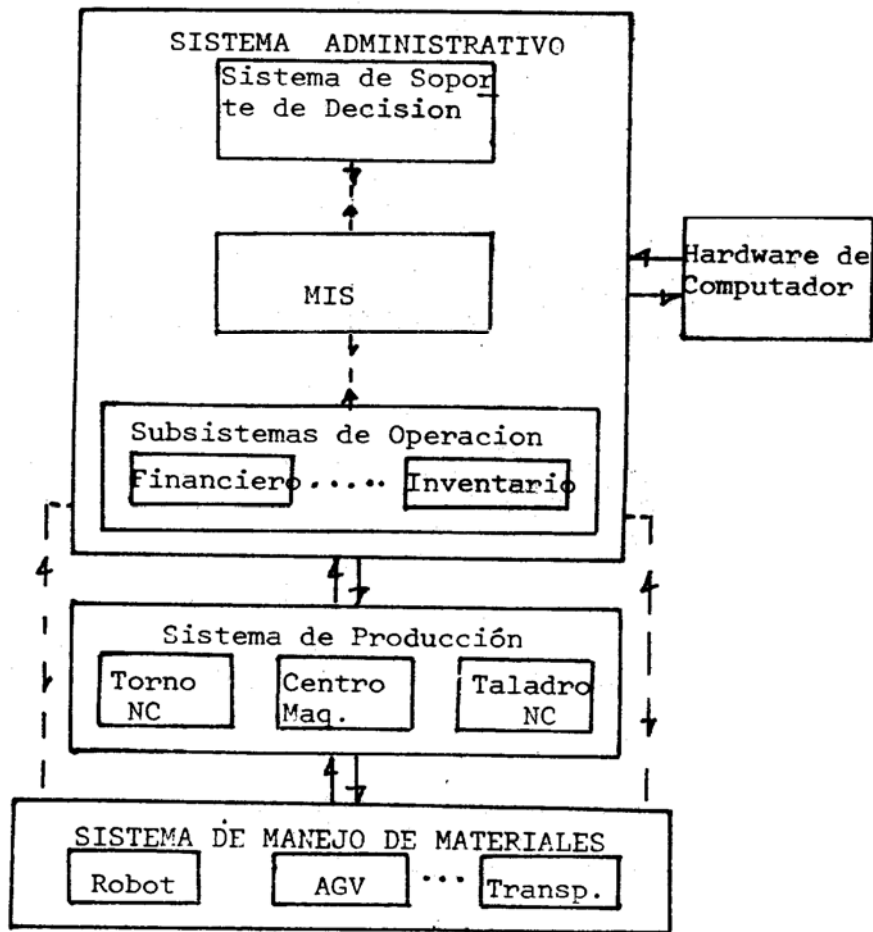 SISTEMA ADMINISTRATIVO
Sistema de Sopor
te de Decision
MIS
Hardware de
Computador
Subsistemas de Operacion
Financiero ..... Inventario
Sistema de Producción
Torno
NC
Centro
Maq.
Taladro
NC
SISTEMA DE MANEJO DE MATERIALES
Robot AGV ... Transp.